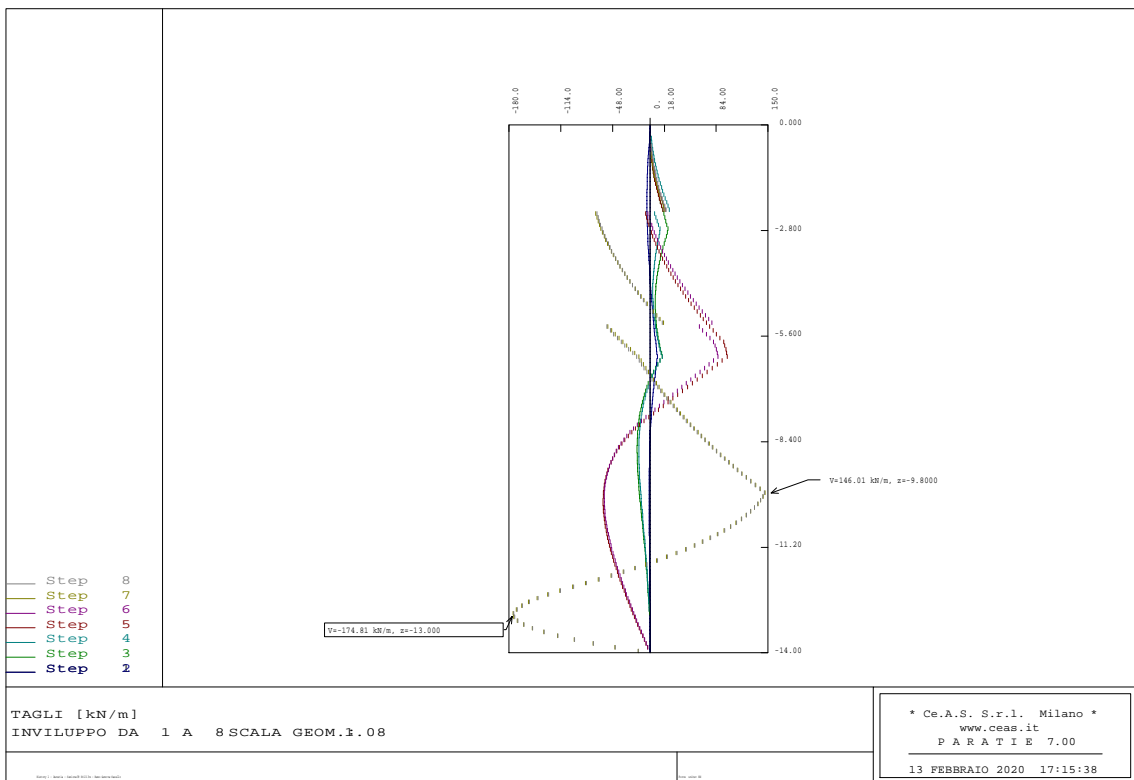 -180.0
-114.0
-48.00
0.
18.00
84.00
150.0
0.000
-2.800
-5.600
-8.400
V=146.01 kN/m, z=-9.8000
-11.20
V=-174.81 kN/m, z=-13.000
-14.00
Step 8
Step 7
Step 6
Step 5
Step 4
Step 3
Step
TAGLI [kN/m]
INVILUPPO DA 1 A 8 SCALA GEOM. .08
* Ce.A.S. S.r.l. Milano *
www.ceas.it
P A R A T I E 7.00
13 FEBBRAIO 2020 17:15:38